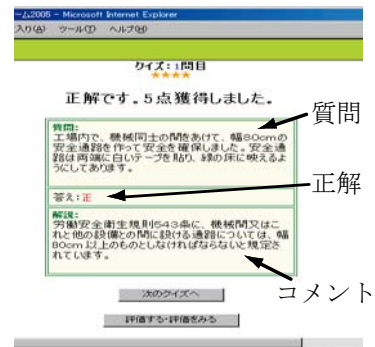 ーム2005 - Microsoft Internet Explorer
入り(A) ツール(T) ヘルプ(H)
クイズ：1問目
★★★★
正解です。5点獲得しました。
質問:
工場内で、機械同士の間をあけて、幅80cmの
安全通路を作って安全を確保しました。安全通
路は両端に白いテープを貼り、緑の床に映えるよ
うにしてあります。
質問
答え:正
正解
解説:
労働安全衛生規則543条に、機械間又はこ
れと他の設備との間に設ける通路については、幅
80cm以上のものとしなければならないと規定さ
れています。
コメント
次のクイズへ
評価する・評価をみる